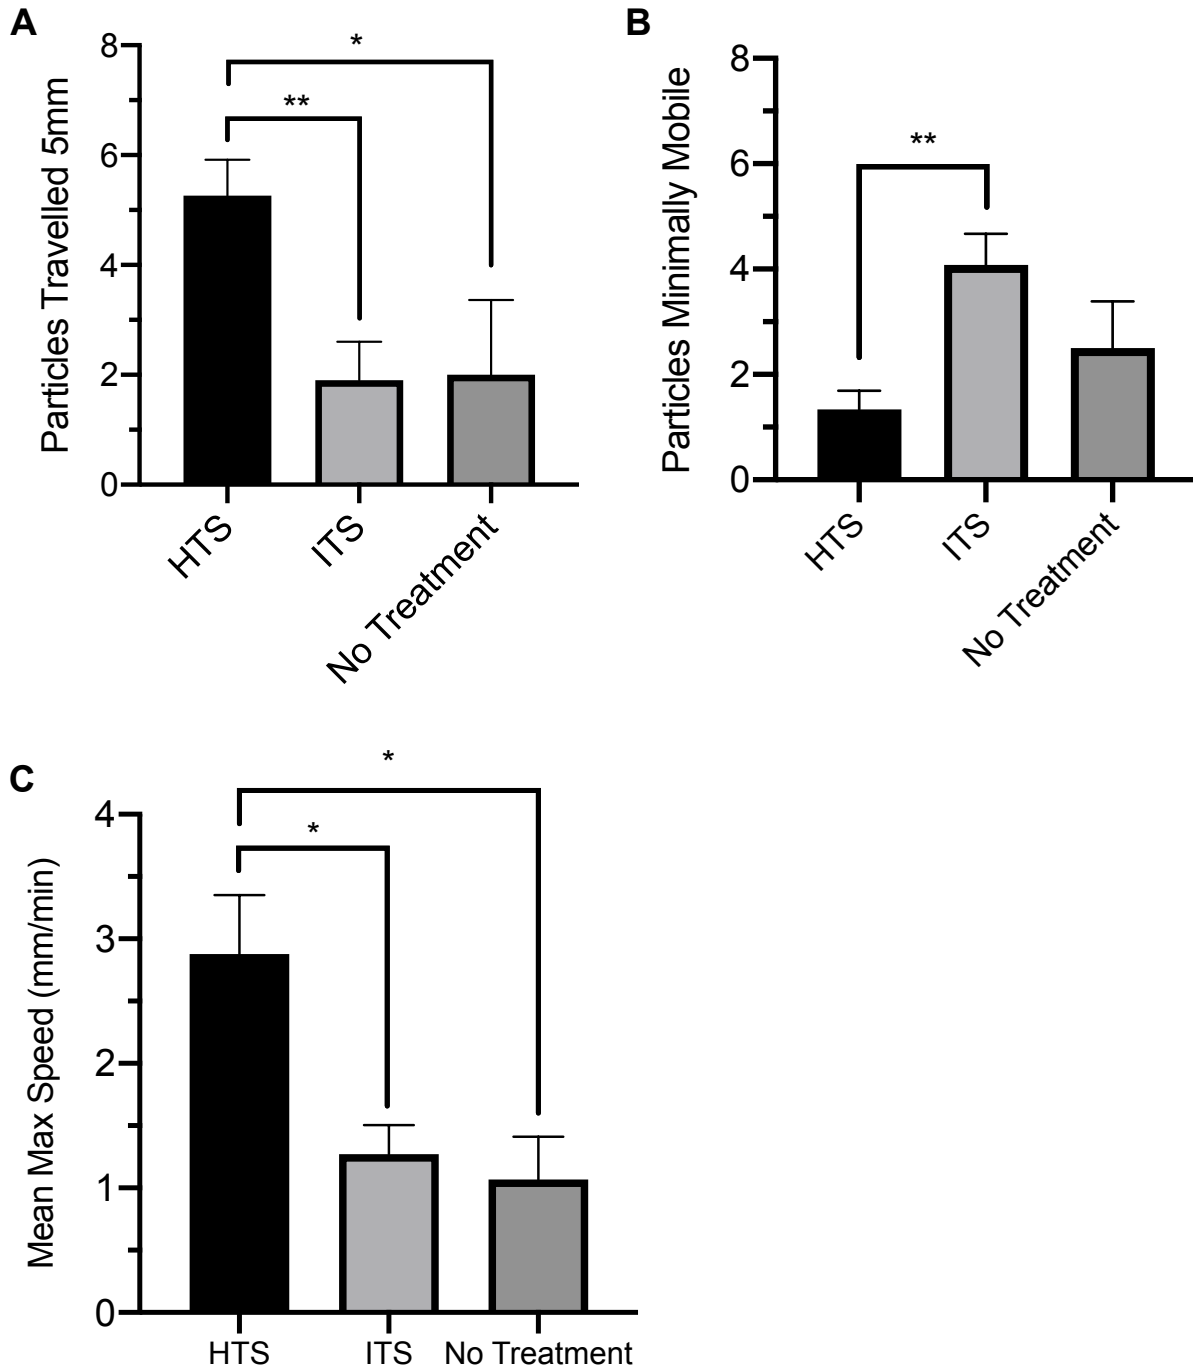 A
Particles Travelled 5mm
8
6
4
2
0
*
**
HTS
ITS
No Treatment
B
Particles Minimally Mobile
8
6
4
2
0
**
HTS
ITS
No Treatment
C
Mean Max Speed (mm/min)
4
3
2
1
0
*
*
HTS
ITS
No Treatment